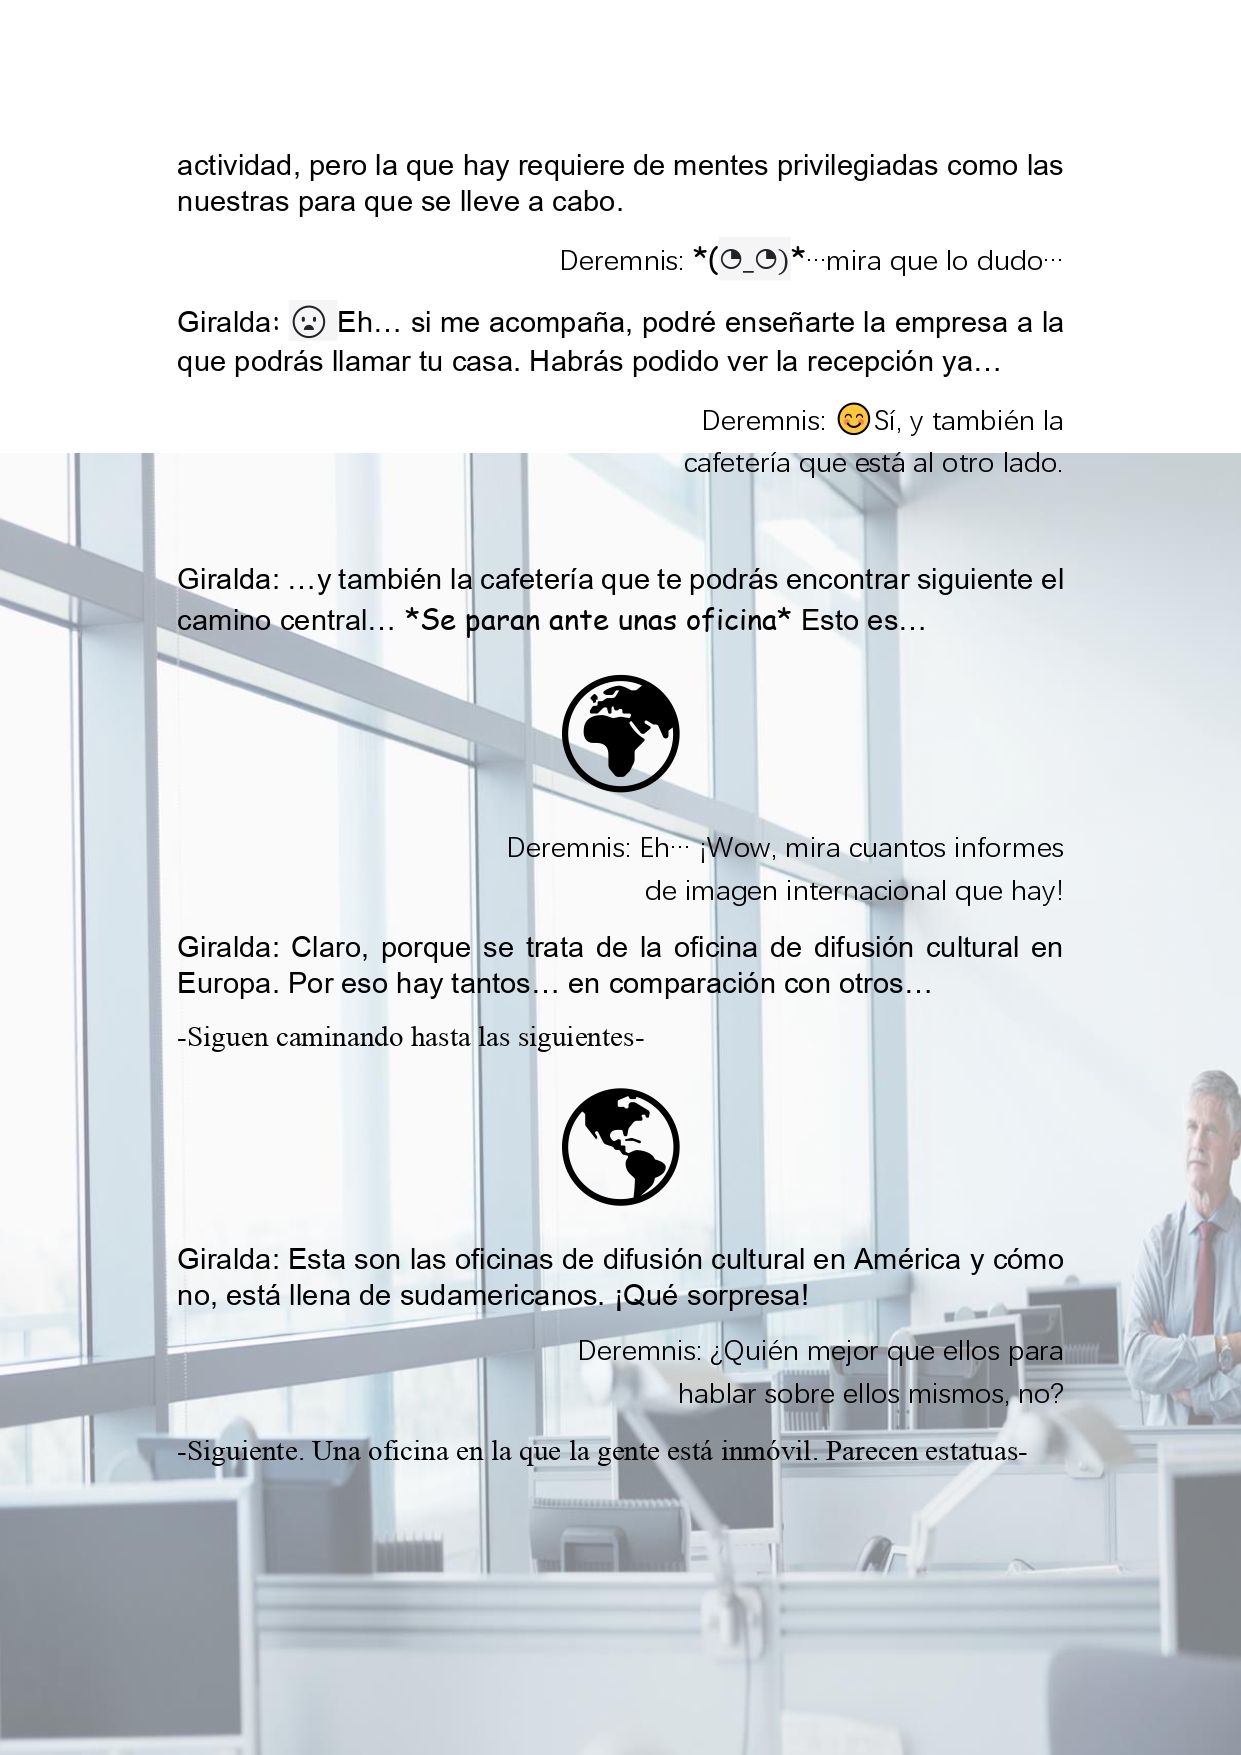 actividad, pero la que hay requiere de mentes privilegiadas como las
nuestras para que se lleve a cabo.
Deremnis: *(◔_◔)*…mira que lo dudo…
Giralda: 😦 Eh… si me acompaña, podré enseñarte la empresa a la
que podrás llamar tu casa. Habrás podido ver la recepción ya…
Deremnis: 😊Sí, y también la
cafetería que está al otro lado.
Giralda: …y también la cafetería que te podrás encontrar siguiente el
camino central… *Se paran ante unas oficina* Esto es…
Deremnis: Eh… ¡Wow, mira cuantos informes
de imagen internacional que hay!
Giralda: Claro, porque se trata de la oficina de difusión cultural en
Europa. Por eso hay tantos… en comparación con otros…
-Siguen caminando hasta las siguientes-
Giralda: Esta son las oficinas de difusión cultural en América y cómo
no, está llena de sudamericanos. ¡Qué sorpresa!
Deremnis: ¿Quién mejor que ellos para
hablar sobre ellos mismos, no?
-Siguiente. Una oficina en la que la gente está inmóvil. Parecen estatuas-